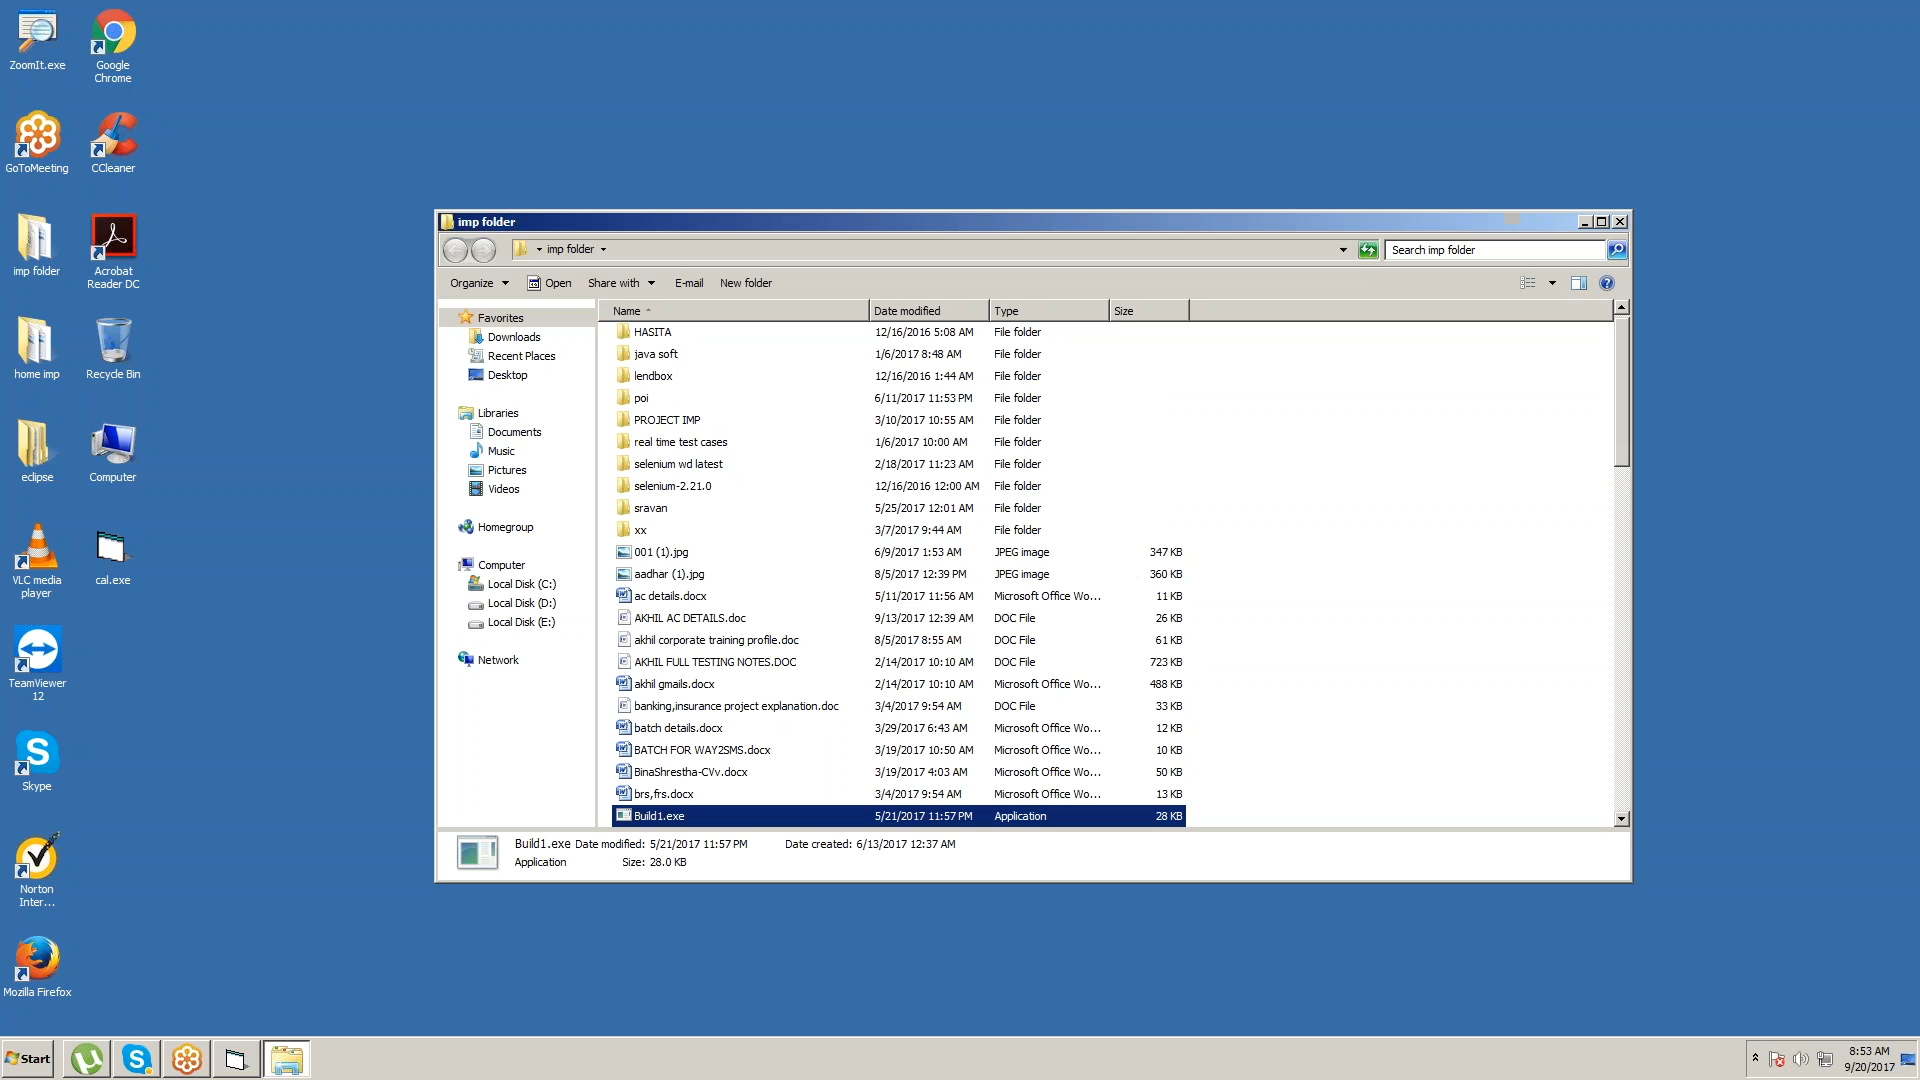 ZoomIt.exe
Google
Chrome
GoToMeeting
CCleaner
imp folder
Acrobat
Reader DC
home imp
Recycle Bin
eclipse
Computer
VLC media
player
cal.exe
TeamViewer
12
Skype
Norton
Inter...
Mozilla Firefox
imp folder
imp folder
Search imp folder
Organize Open Share with E-mail New folder
Favorites
Downloads
Recent Places
Desktop
Libraries
Documents
Music
Pictures
Videos
Homegroup
Computer
Local Disk (C:)
Local Disk (D:)
Local Disk (E:)
Network
Name Date modified Type Size
HASITA 12/16/2016 5:08 AM File folder
java soft 1/6/2017 8:48 AM File folder
lendbox 12/16/2016 1:44 AM File folder
poi 6/11/2017 11:53 PM File folder
PROJECT IMP 3/10/2017 10:55 AM File folder
real time test cases 1/6/2017 10:00 AM File folder
selenium wd latest 2/18/2017 11:23 AM File folder
selenium-2.21.0 12/16/2016 12:00 AM File folder
sravan 5/25/2017 12:01 AM File folder
xx 3/7/2017 9:44 AM File folder
001 (1).jpg 6/9/2017 1:53 AM JPEG image 347 KB
aadhar (1).jpg 8/5/2017 12:39 PM JPEG image 360 KB
ac details.docx 5/11/2017 11:56 AM Microsoft Office Wo... 11 KB
AKHIL AC DETAILS.doc 9/13/2017 12:39 AM DOC File 26 KB
akhil corporate training profile.doc 8/5/2017 8:55 AM DOC File 61 KB
AKHIL FULL TESTING NOTES.DOC 2/14/2017 10:10 AM DOC File 723 KB
akhil gmails.docx 2/14/2017 10:10 AM Microsoft Office Wo... 488 KB
banking,insurance project explanation.doc 3/4/2017 9:54 AM DOC File 33 KB
batch details.docx 3/29/2017 6:43 AM Microsoft Office Wo... 12 KB
BATCH FOR WAY2SMS.docx 3/19/2017 10:50 AM Microsoft Office Wo... 10 KB
BinaShrestha-CVv.docx 3/19/2017 4:03 AM Microsoft Office Wo... 50 KB
brs,frs.docx 3/4/2017 9:54 AM Microsoft Office Wo... 13 KB
Build1.exe 5/21/2017 11:57 PM Application 28 KB
Build1.exe Date modified: 5/21/2017 11:57 PM Date created: 6/13/2017 12:37 AM
Application Size: 28.0 KB
Start
8:53 AM
9/20/2017